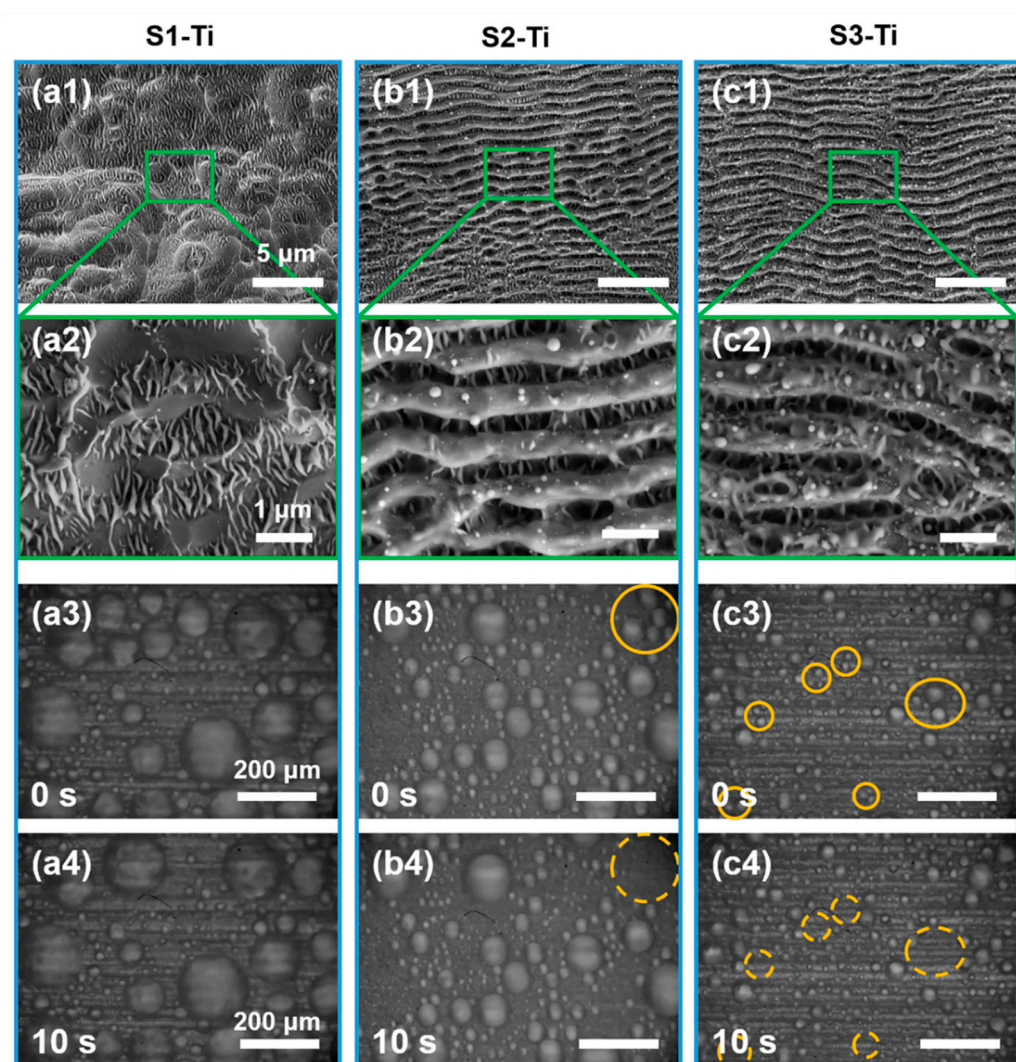 S1-Ti
S2-Ti
S3-Ti
(a1)
(b1)
(c1)
5 µm
(a2)
(b2)
(c2)
1 µm
(a3)
(b3)
(c3)
200 µm
0 s
0 s
0 s
(a4)
(b4)
(c4)
200 µm
10 s
10 s
10 s